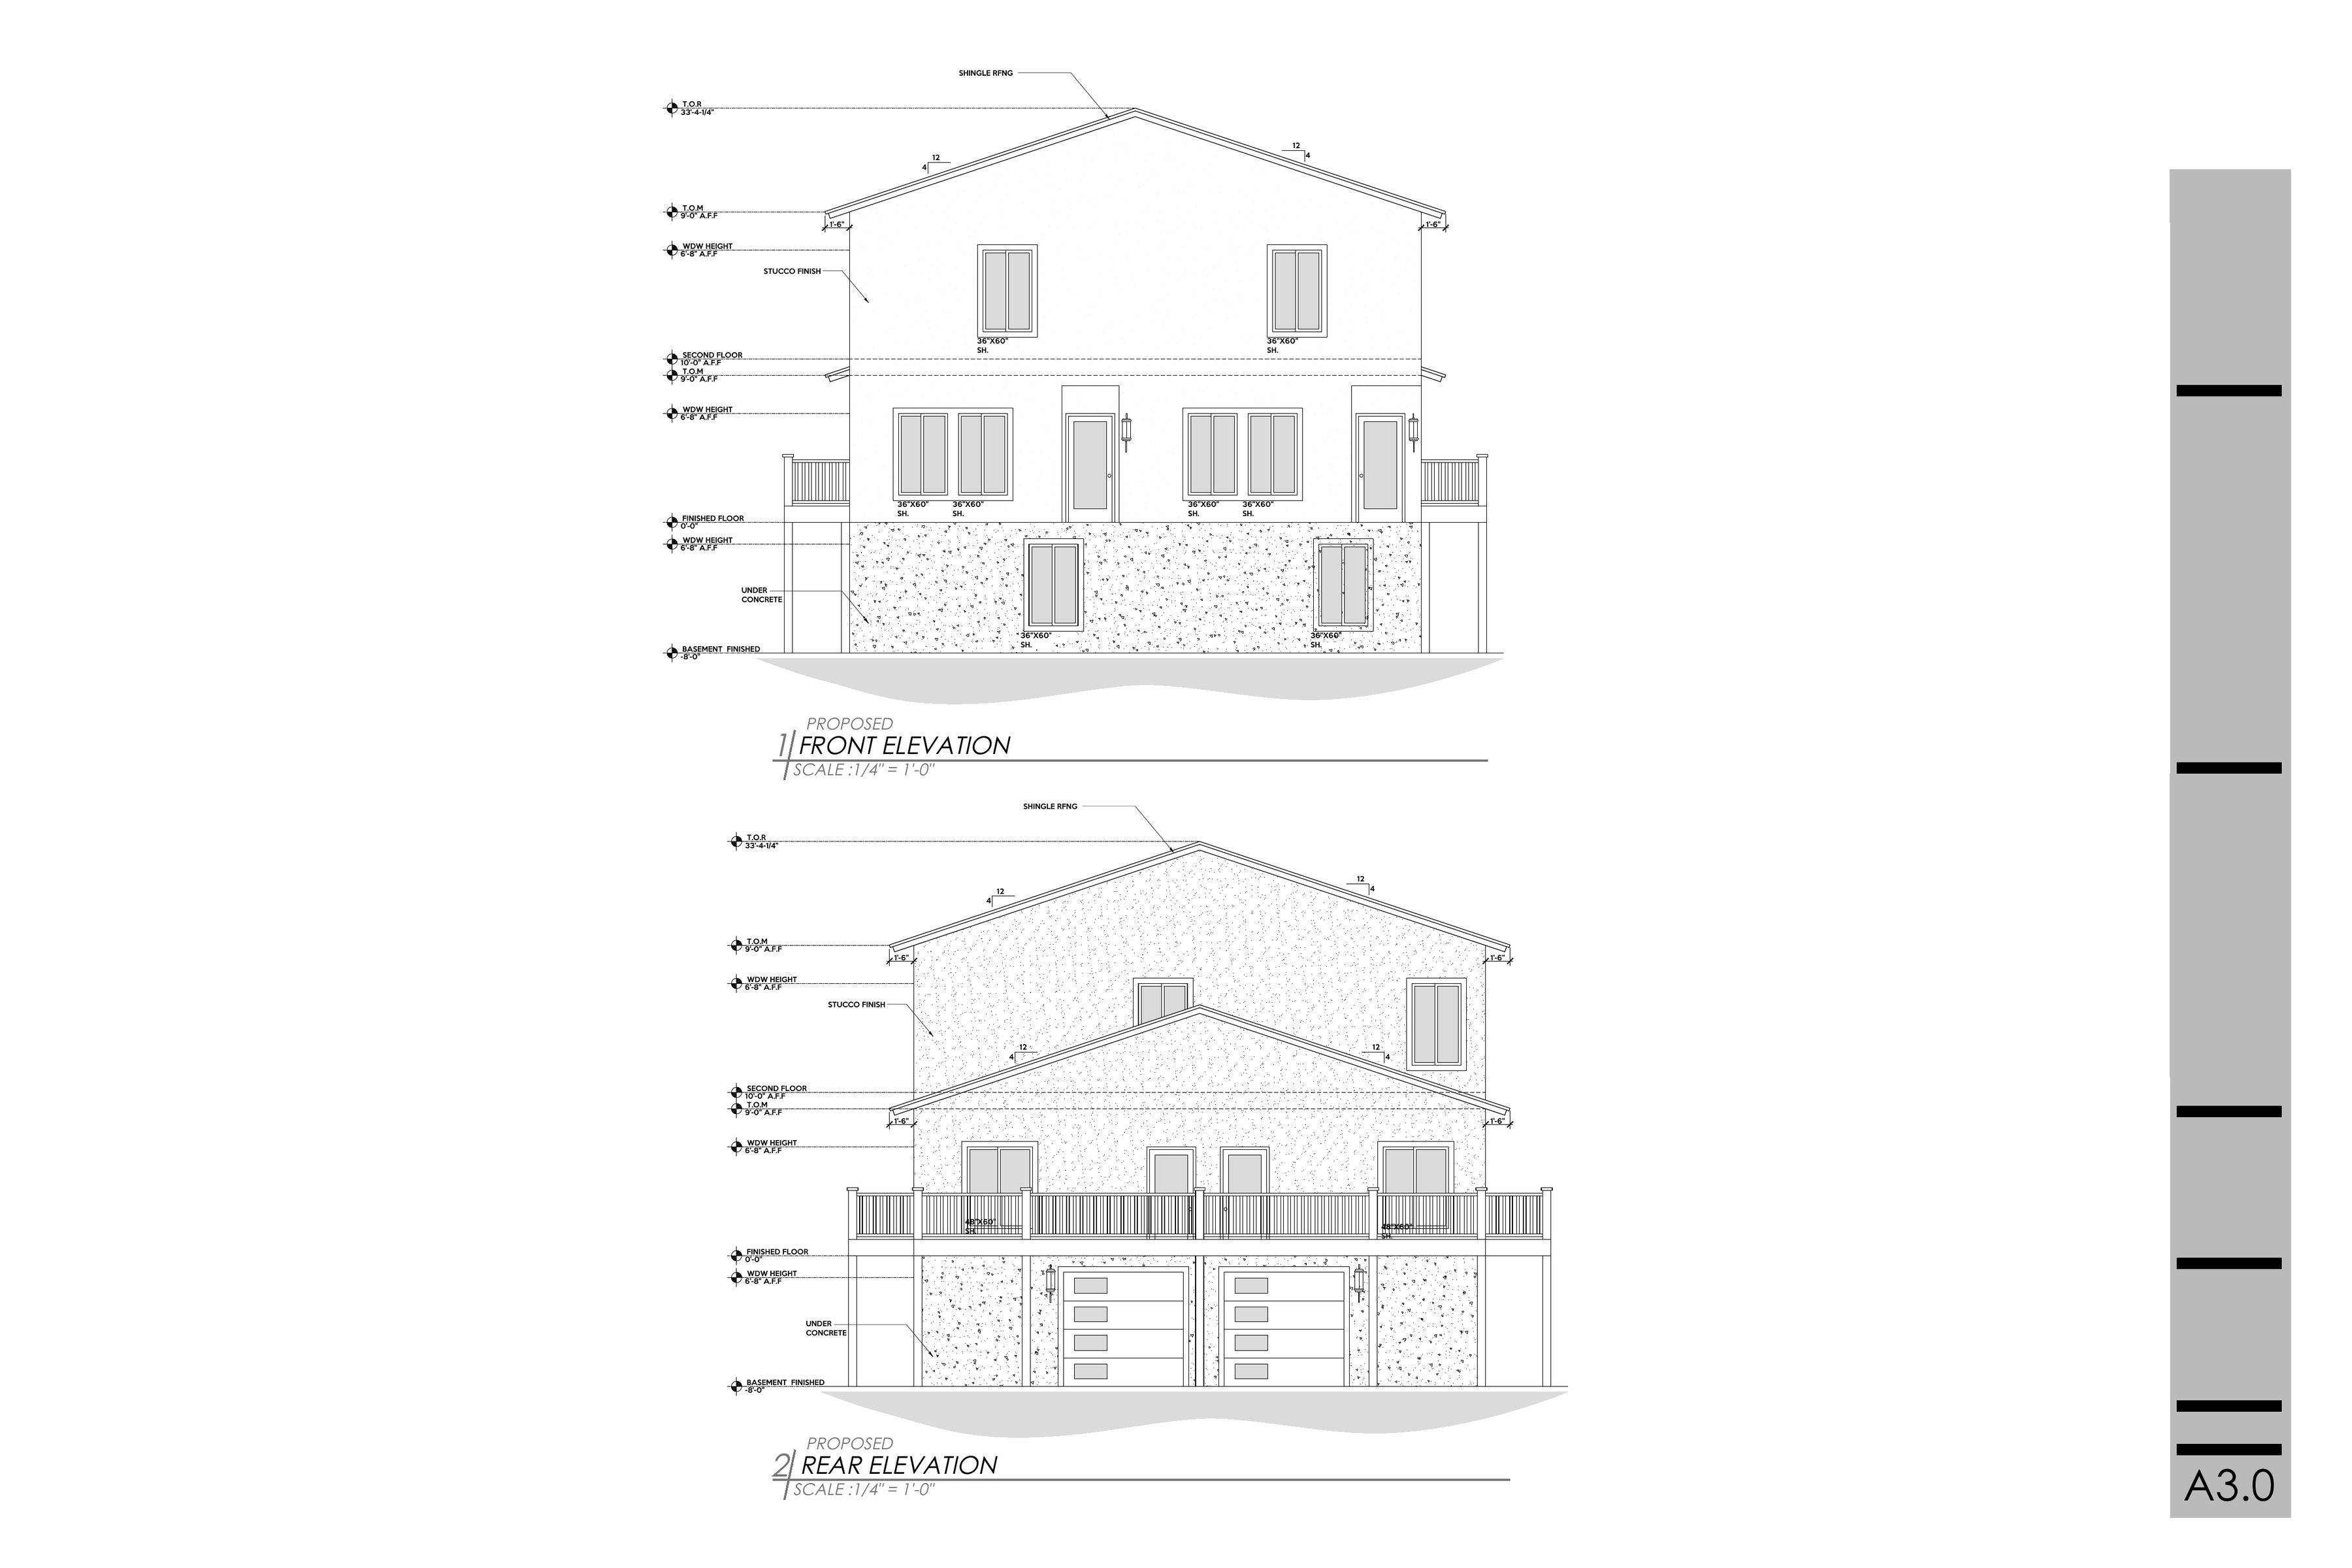 SHINGLE RFNG
T.O.R
33'-4-1/4"
12
4
12
4
T.O.M
9'-0" A.F.F
1'-6"
1'-6"
WDW HEIGHT
6'-8" A.F.F
STUCCO FINISH
36"X60"
SH.
36"X60"
SH.
SECOND FLOOR
10'-0" A.F.F
T.O.M
9'-0" A.F.F
WDW HEIGHT
6'-8" A.F.F
36"X60"
SH.
36"X60"
SH.
36"X60"
SH.
36"X60"
SH.
FINISHED FLOOR
0'-0"
WDW HEIGHT
6'-8" A.F.F
UNDER
CONCRETE
36"X60"
SH.
36"X60"
SH.
BASEMENT FINISHED
-8'-0"
PROPOSED
1 FRONT ELEVATION
SCALE :1/4" = 1'-0"
SHINGLE RFNG
T.O.R
33'-4-1/4"
12
4
12
4
T.O.M
9'-0" A.F.F
1'-6"
1'-6"
WDW HEIGHT
6'-8" A.F.F
STUCCO FINISH
12
4
12
4
SECOND FLOOR
10'-0" A.F.F
T.O.M
9'-0" A.F.F
1'-6"
1'-6"
WDW HEIGHT
6'-8" A.F.F
48"X60"
SH.
48"X60"
SH.
FINISHED FLOOR
0'-0"
WDW HEIGHT
6'-8" A.F.F
UNDER
CONCRETE
BASEMENT FINISHED
-8'-0"
PROPOSED
2 REAR ELEVATION
SCALE :1/4" = 1'-0"
A3.0